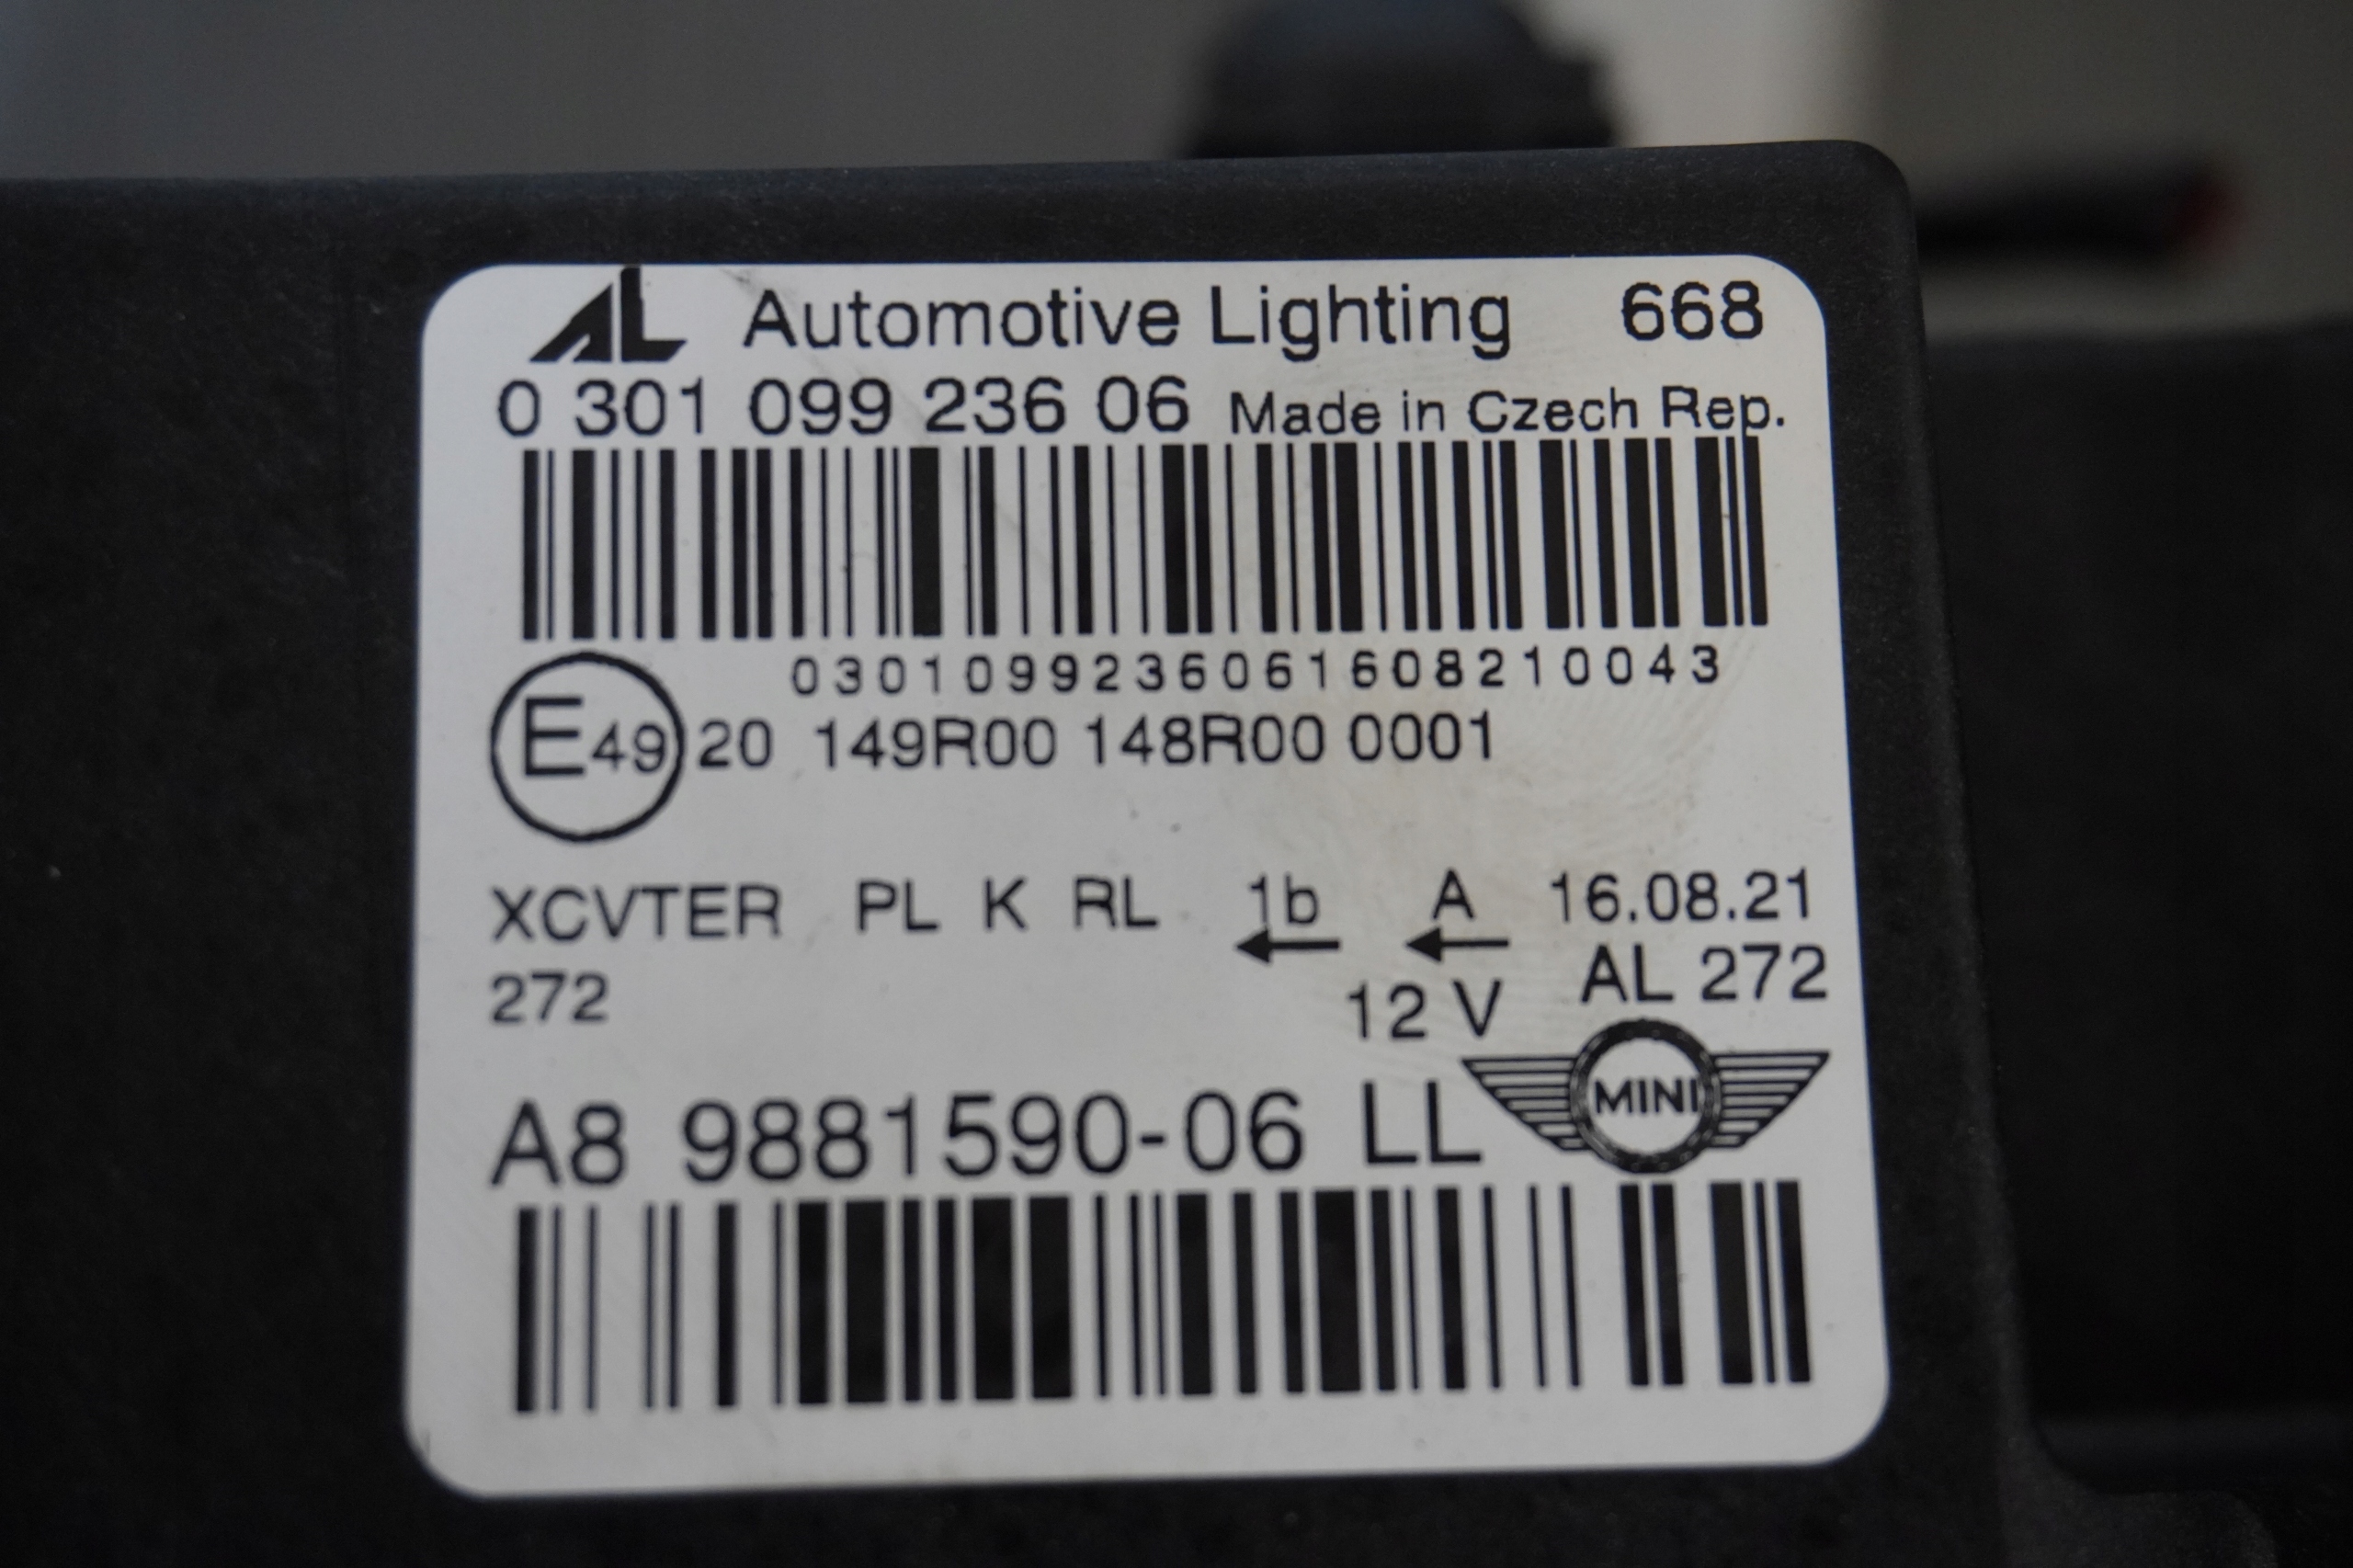 AL Automotive Lighting 668
0 301 099 236 06 Made in Czech Rep.
0301099236061608210043
E49 20 149R00 148R00 0001
XCVTER PL K RL 1b A 16.08.21
272 12 V AL 272
MINI
A8 9881590-06 LL